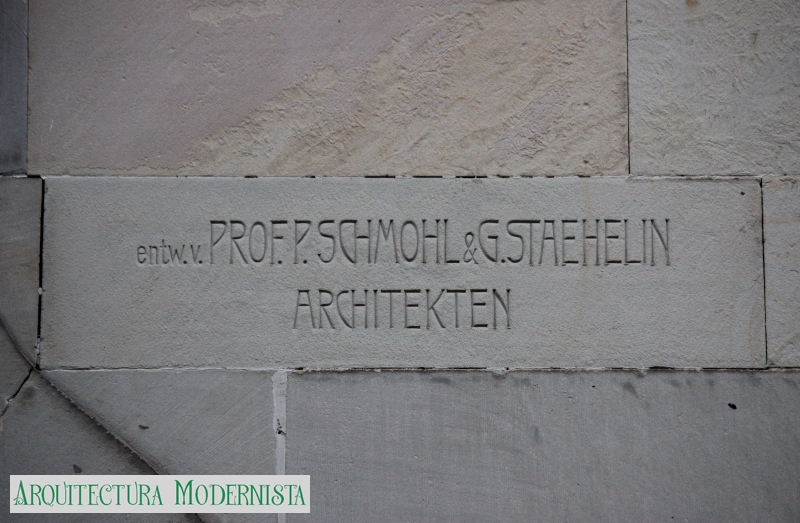 entw.v. PROF. P. SCHMOHL & G. STAEHELIN
ARCHITEKTEN
ARQUITECTURA MODERNISTA